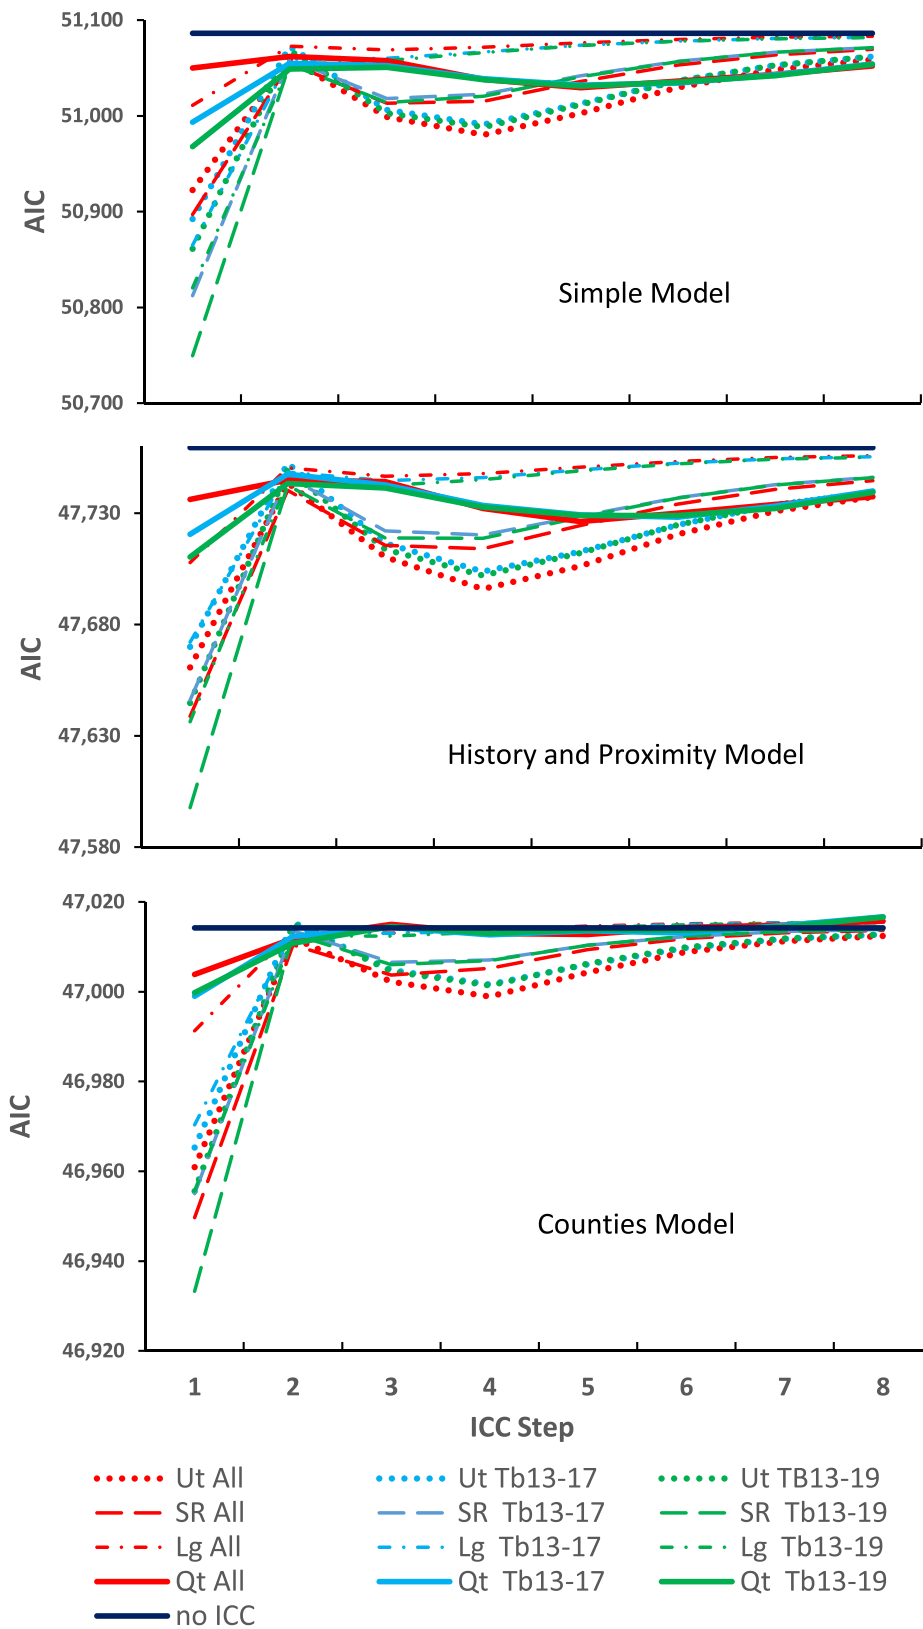 51,100
51,000
50,900
50,800
50,700
AIC
Simple Model
47,730
47,680
47,630
47,580
AIC
History and Proximity Model
47,020
47,000
46,980
46,960
46,940
46,920
AIC
Counties Model
1 2 3 4 5 6 7 8
ICC Step
Ut All Ut Tb13-17 Ut TB13-19
SR All SR Tb13-17 SR Tb13-19
Lg All Lg Tb13-17 Lg Tb13-19
Qt All Qt Tb13-17 Qt Tb13-19
no ICC